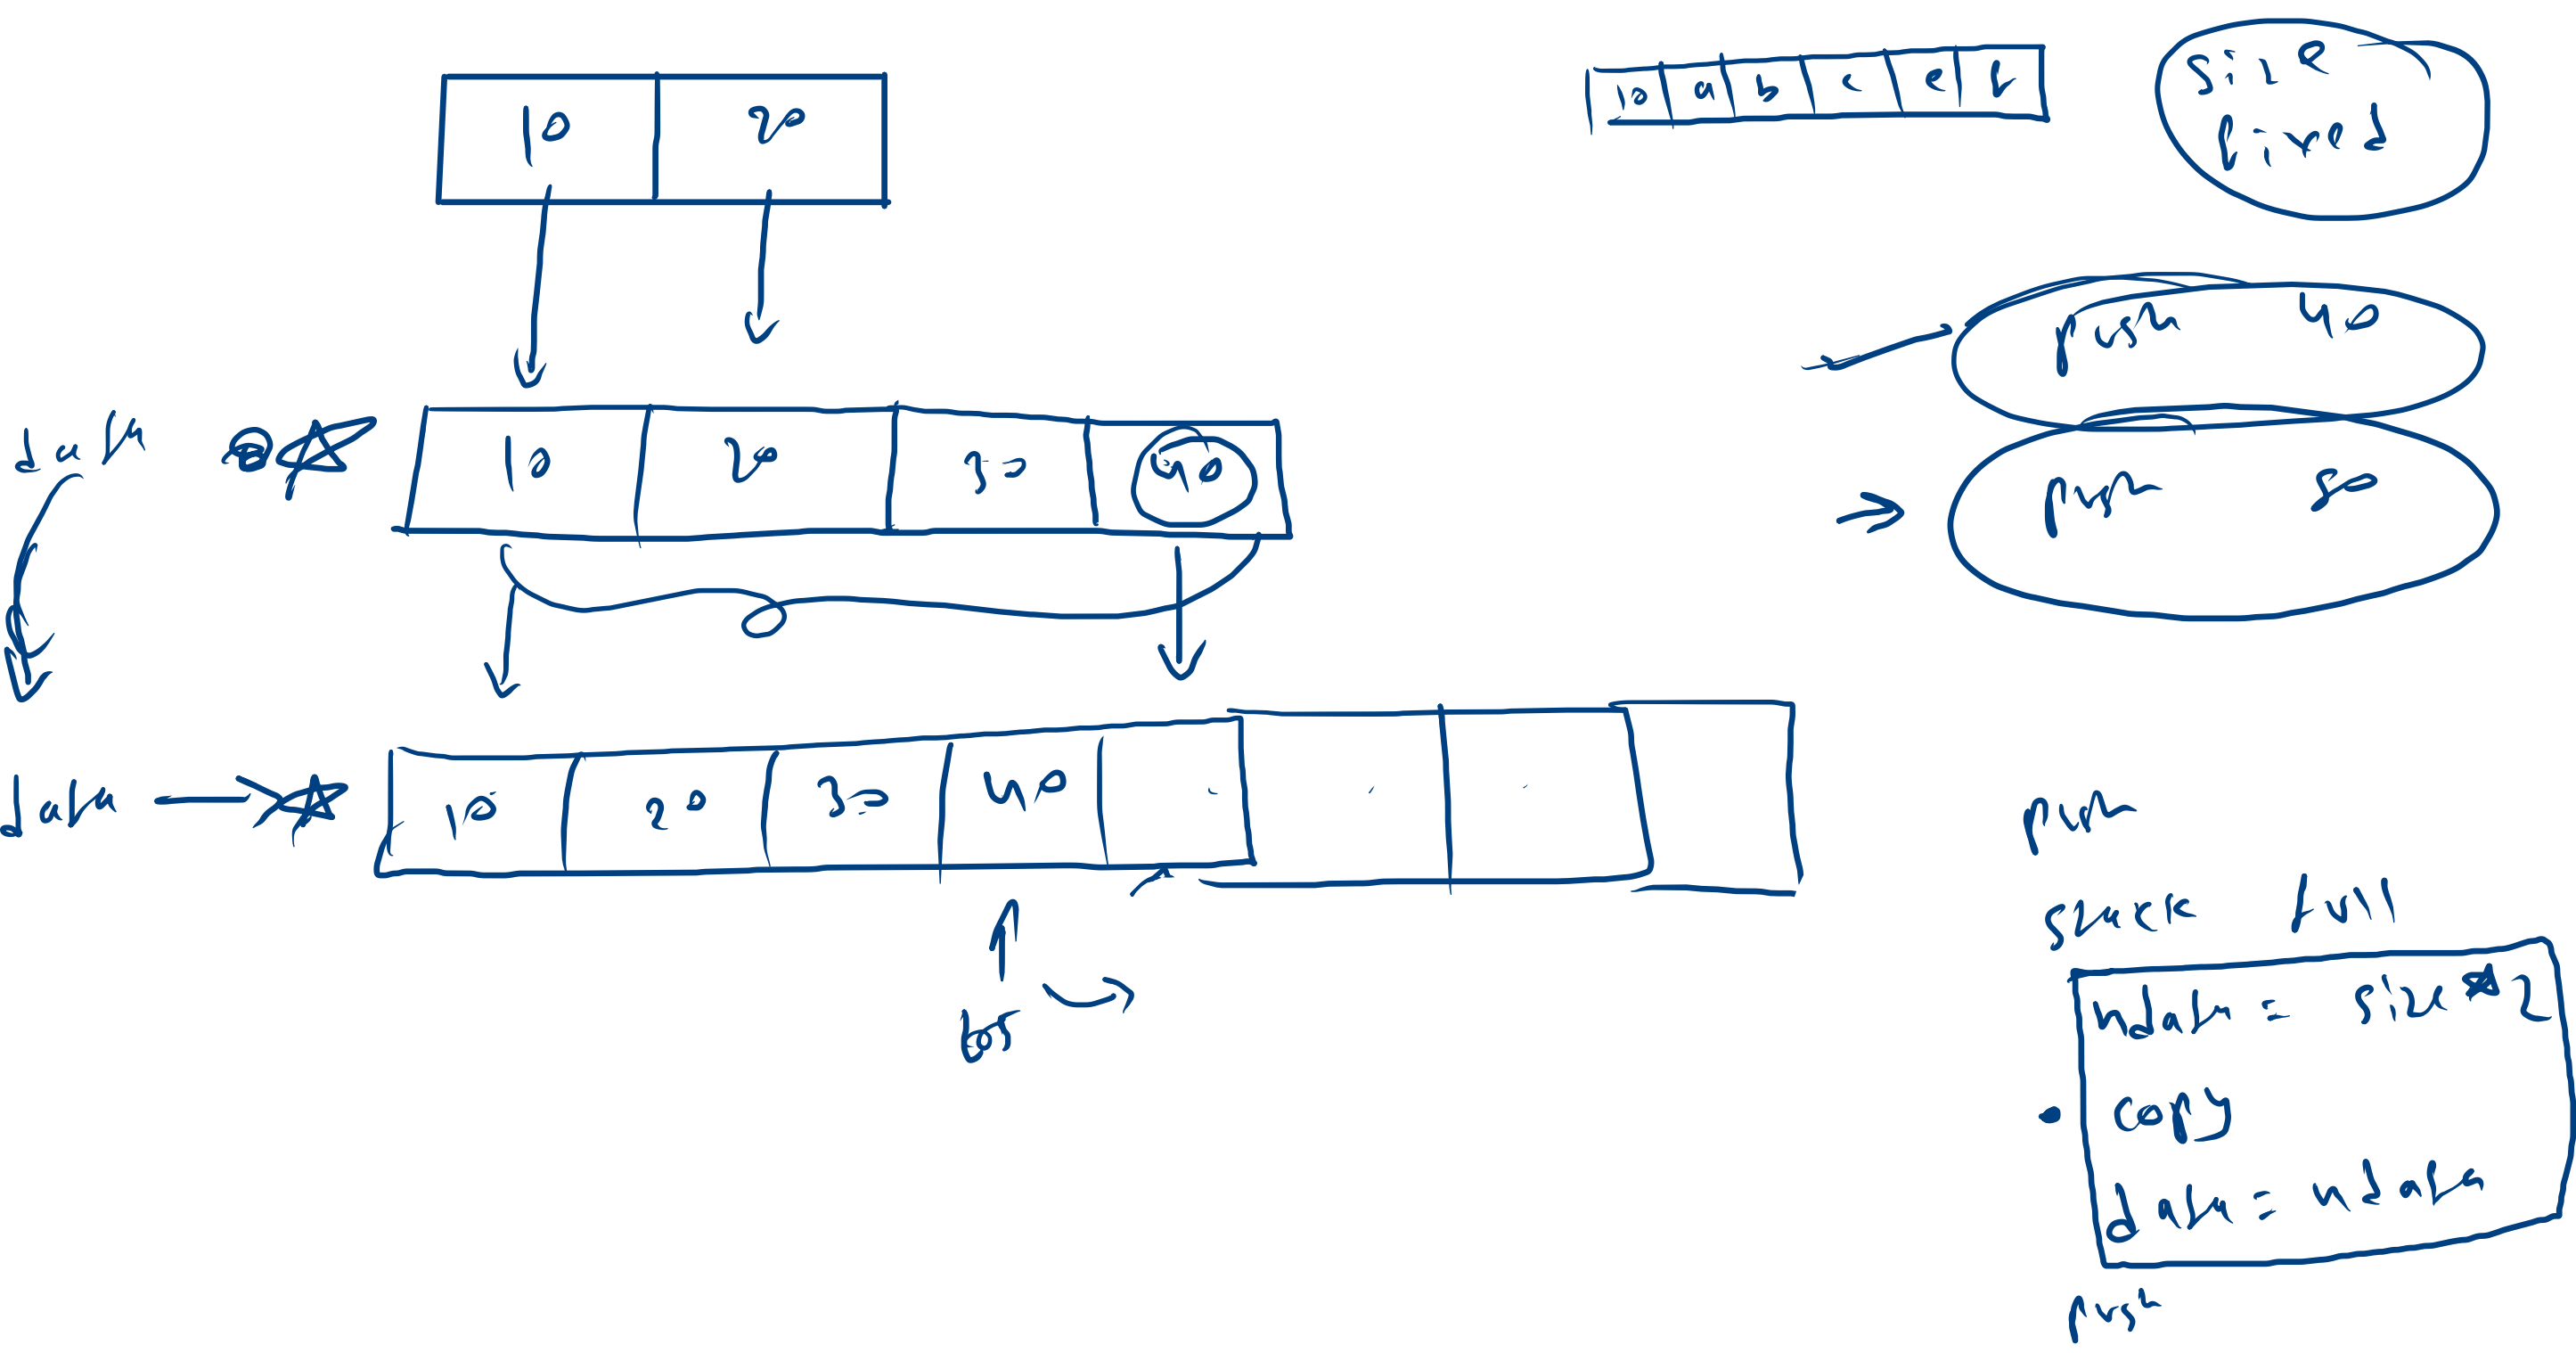 10 20
10 a b c e f
size
fixed
push 40
data 10 20 30 40
push 50
data 10 20 30 40
tos
push
stack full
ndata = size * 2
copy
data = ndata
push